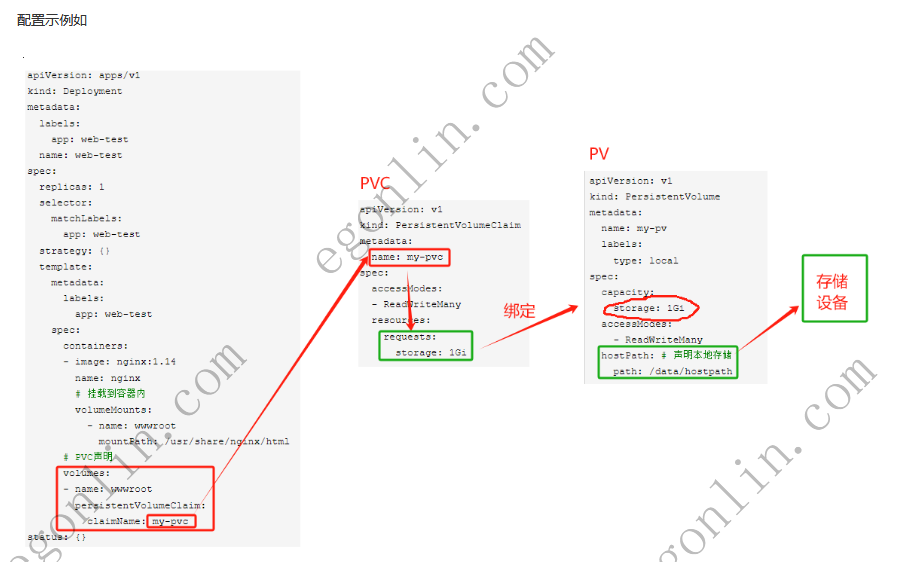 配置示例如
.
apiVersion: apps/v1
kind: Deployment
metadata:
  labels:
    app: web-test
  name: web-test
spec:
  replicas: 1
  selector:
    matchLabels:
      app: web-test
  strategy: {}
  template:
    metadata:
      labels:
        app: web-test
    spec:
      containers:
      - image: nginx:1.14
        name: nginx
        # 挂载到容器内
        volumeMounts:
          - name: wwwroot
            mountPath: /usr/share/nginx/html
      # PVC声明
      volumes:
      - name: wwwroot
        persistentVolumeClaim:
          claimName: my-pvc
status: {}
PVC
apiVersion: v1
kind: PersistentVolumeClaim
metadata:
  name: my-pvc
spec:
  accessModes:
  - ReadWriteMany
  resources:
    requests:
      storage: 1Gi
绑定
PV
apiVersion: v1
kind: PersistentVolume
metadata:
  name: my-pv
  labels:
    type: local
spec:
  capacity:
    storage: 1Gi
  accessModes:
    - ReadWriteMany
  hostPath: # 声明本地存储
    path: /data/hostpath
存储
设备
egonlin.com
egonlin.com
egonlin.com